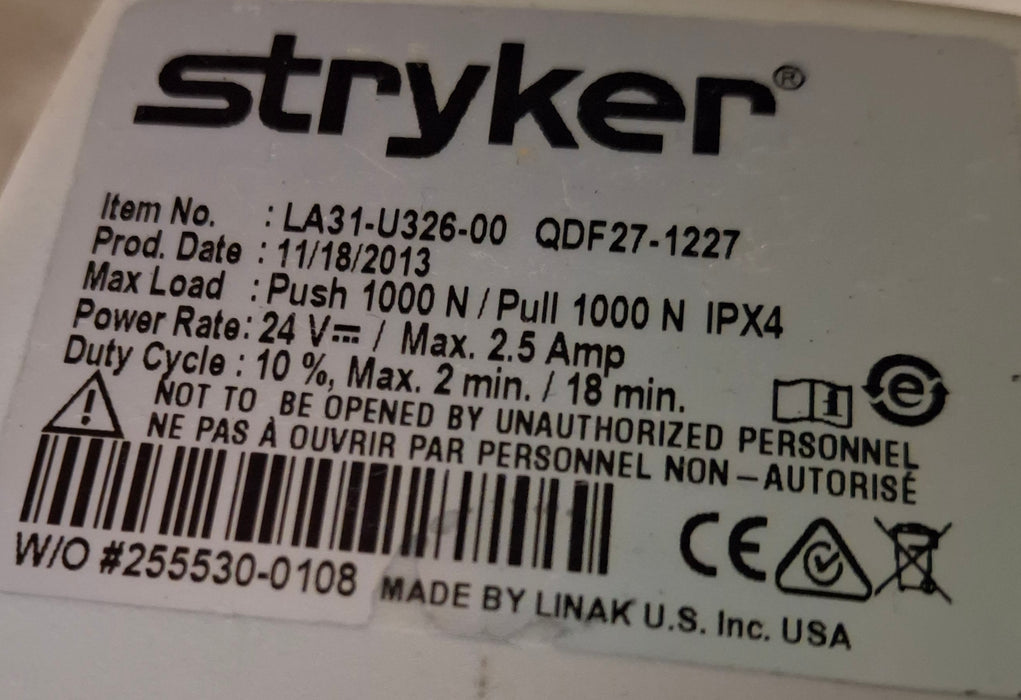 stryker®
Item No. : LA31-U326-00 QDF27-1227
Prod. Date : 11/18/2013
Max Load : Push 1000 N / Pull 1000 N IPX4
Power Rate: 24 V⎓ / Max. 2.5 Amp
Duty Cycle : 10 %, Max. 2 min. / 18 min.
NOT TO BE OPENED BY UNAUTHORIZED PERSONNEL
NE PAS À OUVRIR PAR PERSONNEL NON – AUTORISÉ
W/O #255530-0108
MADE BY LINAK U.S. Inc. USA
CE